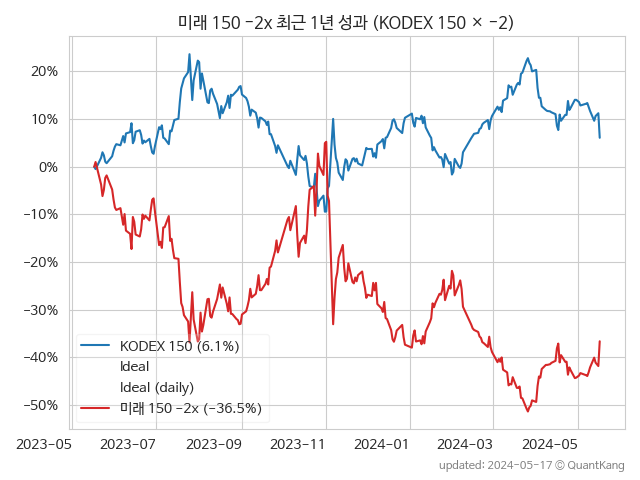 미래 150 -2x 최근 1년 성과 (KODEX 150 × -2)
20%
10%
0%
-10%
-20%
-30%
-40%
-50%
KODEX 150 (6.1%)
Ideal
Ideal (daily)
미래 150 -2x (-36.5%)
2023-05 2023-07 2023-09 2023-11 2024-01 2024-03 2024-05
updated: 2024-05-17 © QuantKang